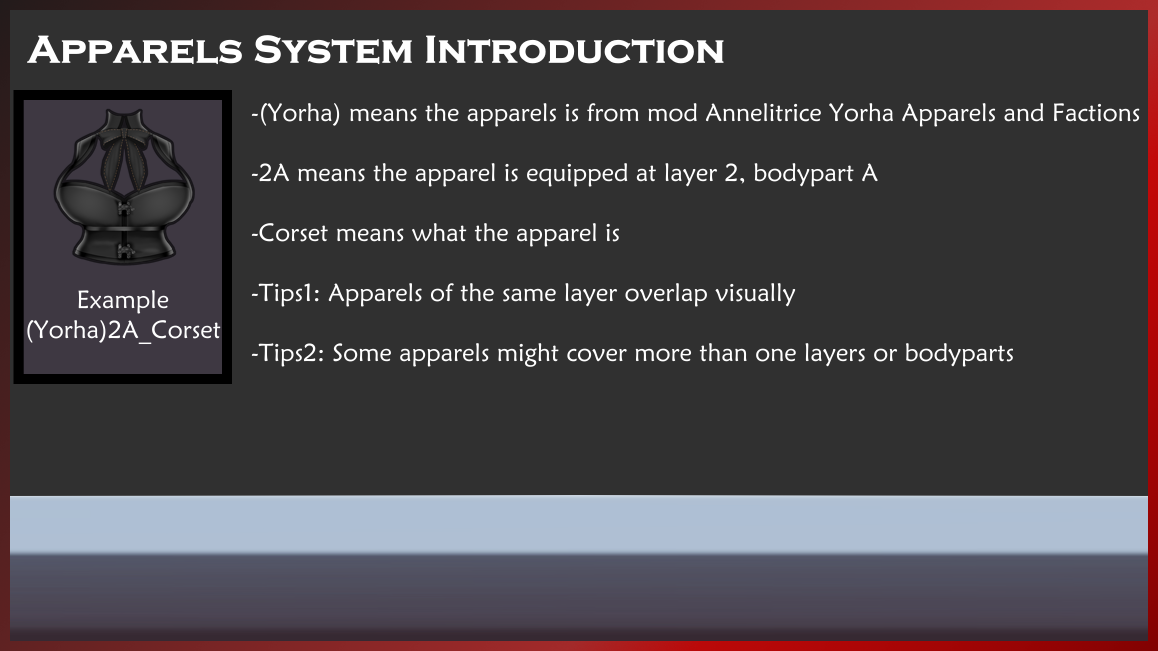 Apparels System Introduction
-(Yorha) means the apparels is from mod Annelitrice Yorha Apparels and Factions
-2A means the apparel is equipped at layer 2, bodypart A
-Corset means what the apparel is
-Tips1: Apparels of the same layer overlap visually
-Tips2: Some apparels might cover more than one layers or bodyparts
Example
(Yorha)2A_Corset